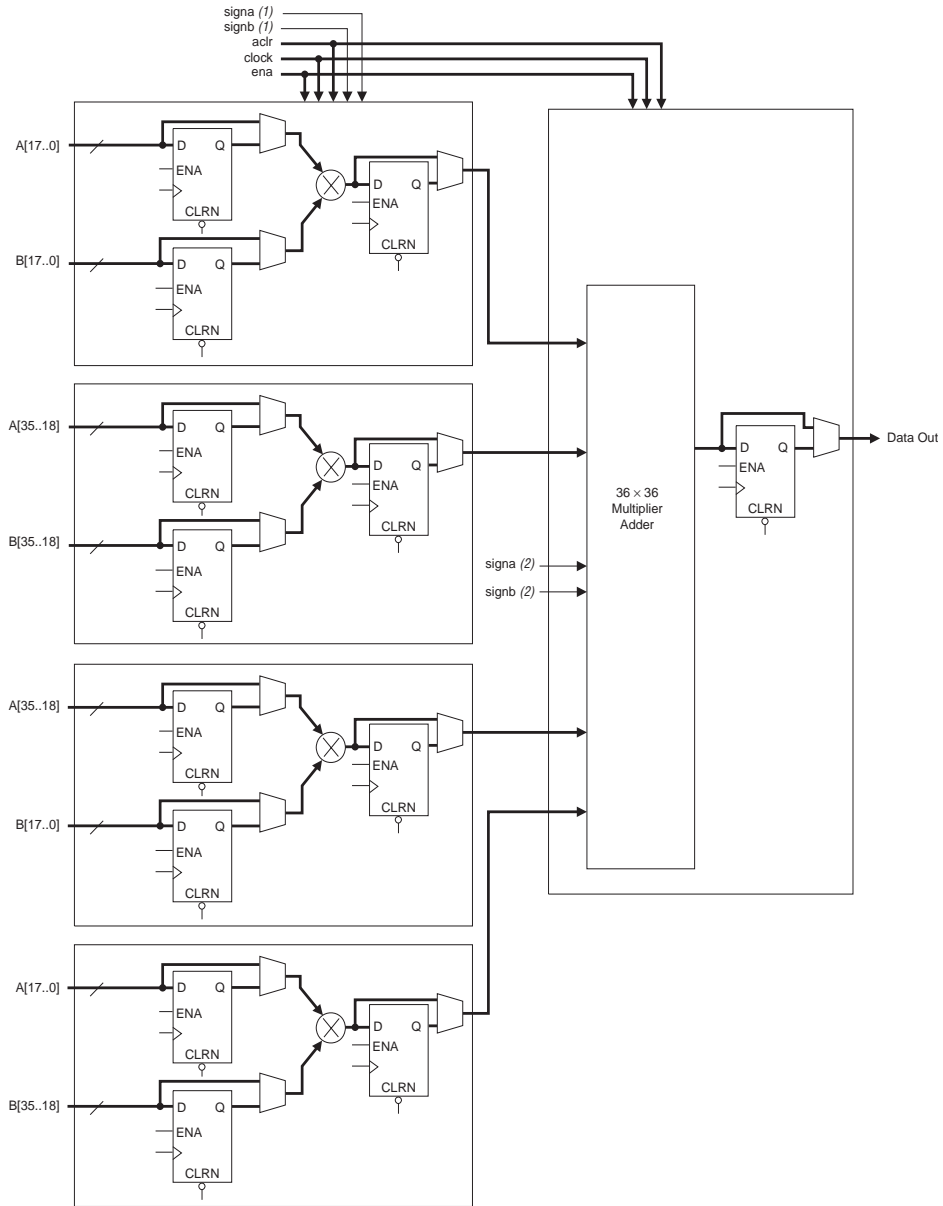 signa (1)
signb (1)
aclr
clock
ena
A[17..0]
D Q
ENA
CLRN
D Q
ENA
CLRN
B[17..0]
D Q
ENA
CLRN
A[35..18]
D Q
ENA
CLRN
D Q
ENA
CLRN
B[35..18]
D Q
ENA
CLRN
36 × 36
Multiplier
Adder
signa (2)
signb (2)
D Q
ENA
CLRN
Data Out
A[35..18]
D Q
ENA
CLRN
D Q
ENA
CLRN
B[17..0]
D Q
ENA
CLRN
A[17..0]
D Q
ENA
CLRN
D Q
ENA
CLRN
B[35..18]
D Q
ENA
CLRN